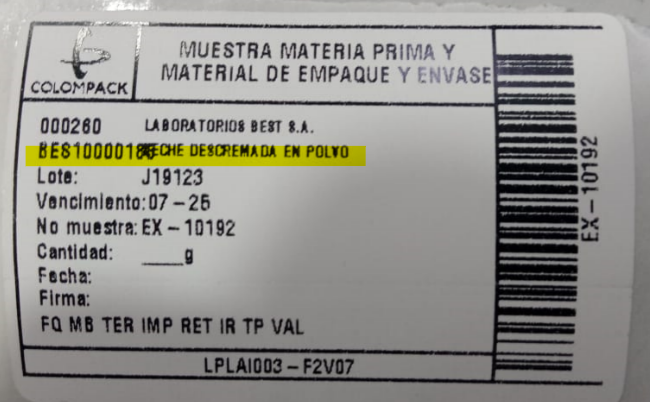 COLOMPACK
MUESTRA MATERIA PRIMA Y
MATERIAL DE EMPAQUE Y ENVASE
000260 LABORATORIOS BEST S.A.
DESCREMADA EN POLVO
Lote: J19123
Vencimiento: 07-25
No muestra: EX-10192
Cantidad: ____g
Fecha:
Firma:
FQ MB TER IMP RET IR TP VAL
LPLAI003-F2V07
EX-10192